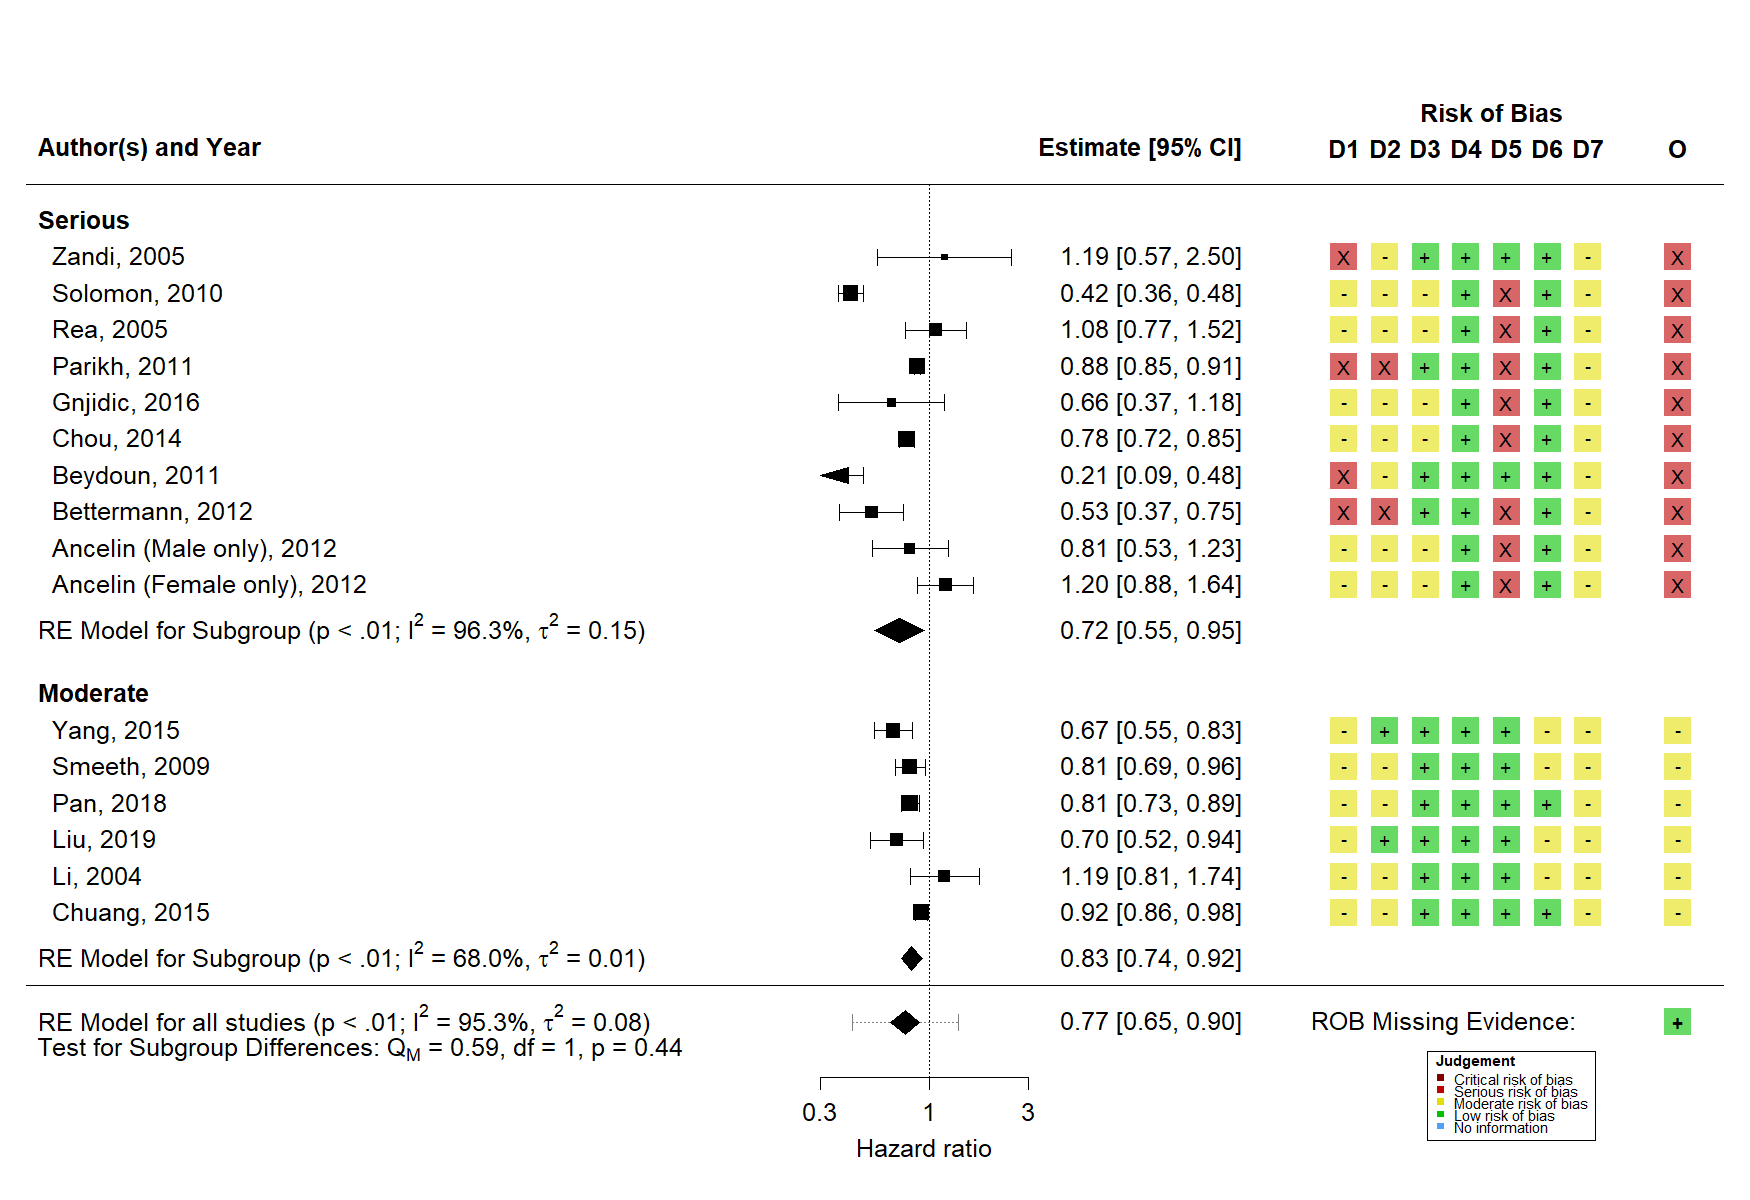 Risk of Bias
Author(s) and Year Estimate [95% CI] D1 D2 D3 D4 D5 D6 D7 O
Serious
Zandi, 2005 1.19 [0.57, 2.50] X - + + + + - X
Solomon, 2010 0.42 [0.36, 0.48] - - - + X + - X
Rea, 2005 1.08 [0.77, 1.52] - - - + X + - X
Parikh, 2011 0.88 [0.85, 0.91] X X + + X + - X
Gnjidic, 2016 0.66 [0.37, 1.18] - - - + X + - X
Chou, 2014 0.78 [0.72, 0.85] - - - + X + - X
Beydoun, 2011 0.21 [0.09, 0.48] X - + + + + - X
Bettermann, 2012 0.53 [0.37, 0.75] X X + + X + - X
Ancelin (Male only), 2012 0.81 [0.53, 1.23] - - - + X + - X
Ancelin (Female only), 2012 1.20 [0.88, 1.64] - - - + X + - X
RE Model for Subgroup (p < .01; I² = 96.3%, τ² = 0.15) 0.72 [0.55, 0.95]
Moderate
Yang, 2015 0.67 [0.55, 0.83] - + + + + - - -
Smeeth, 2009 0.81 [0.69, 0.96] - - + + + - - -
Pan, 2018 0.81 [0.73, 0.89] - - + + + + - -
Liu, 2019 0.70 [0.52, 0.94] - + + + + - - -
Li, 2004 1.19 [0.81, 1.74] - - + + + - - -
Chuang, 2015 0.92 [0.86, 0.98] - - + + + + - -
RE Model for Subgroup (p < .01; I² = 68.0%, τ² = 0.01) 0.83 [0.74, 0.92]
RE Model for all studies (p < .01; I² = 95.3%, τ² = 0.08) 0.77 [0.65, 0.90] ROB Missing Evidence: +
Test for Subgroup Differences: Q_M = 0.59, df = 1, p = 0.44
0.3 1 3
Hazard ratio
Judgement
Critical risk of bias
Serious risk of bias
Moderate risk of bias
Low risk of bias
No information